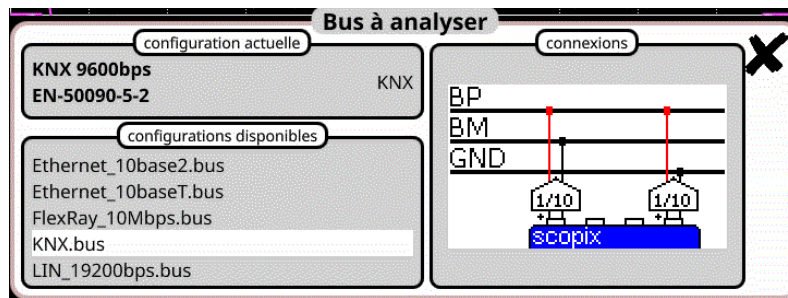 Bus à analyser
configuration actuelle
KNX 9600bps
EN-50090-5-2
KNX
configurations disponibles
Ethernet_10base2.bus
Ethernet_10baseT.bus
FlexRay_10Mbps.bus
KNX.bus
LIN_19200bps.bus
connexions
BP
BM
GND
1/10
1/10
scopix